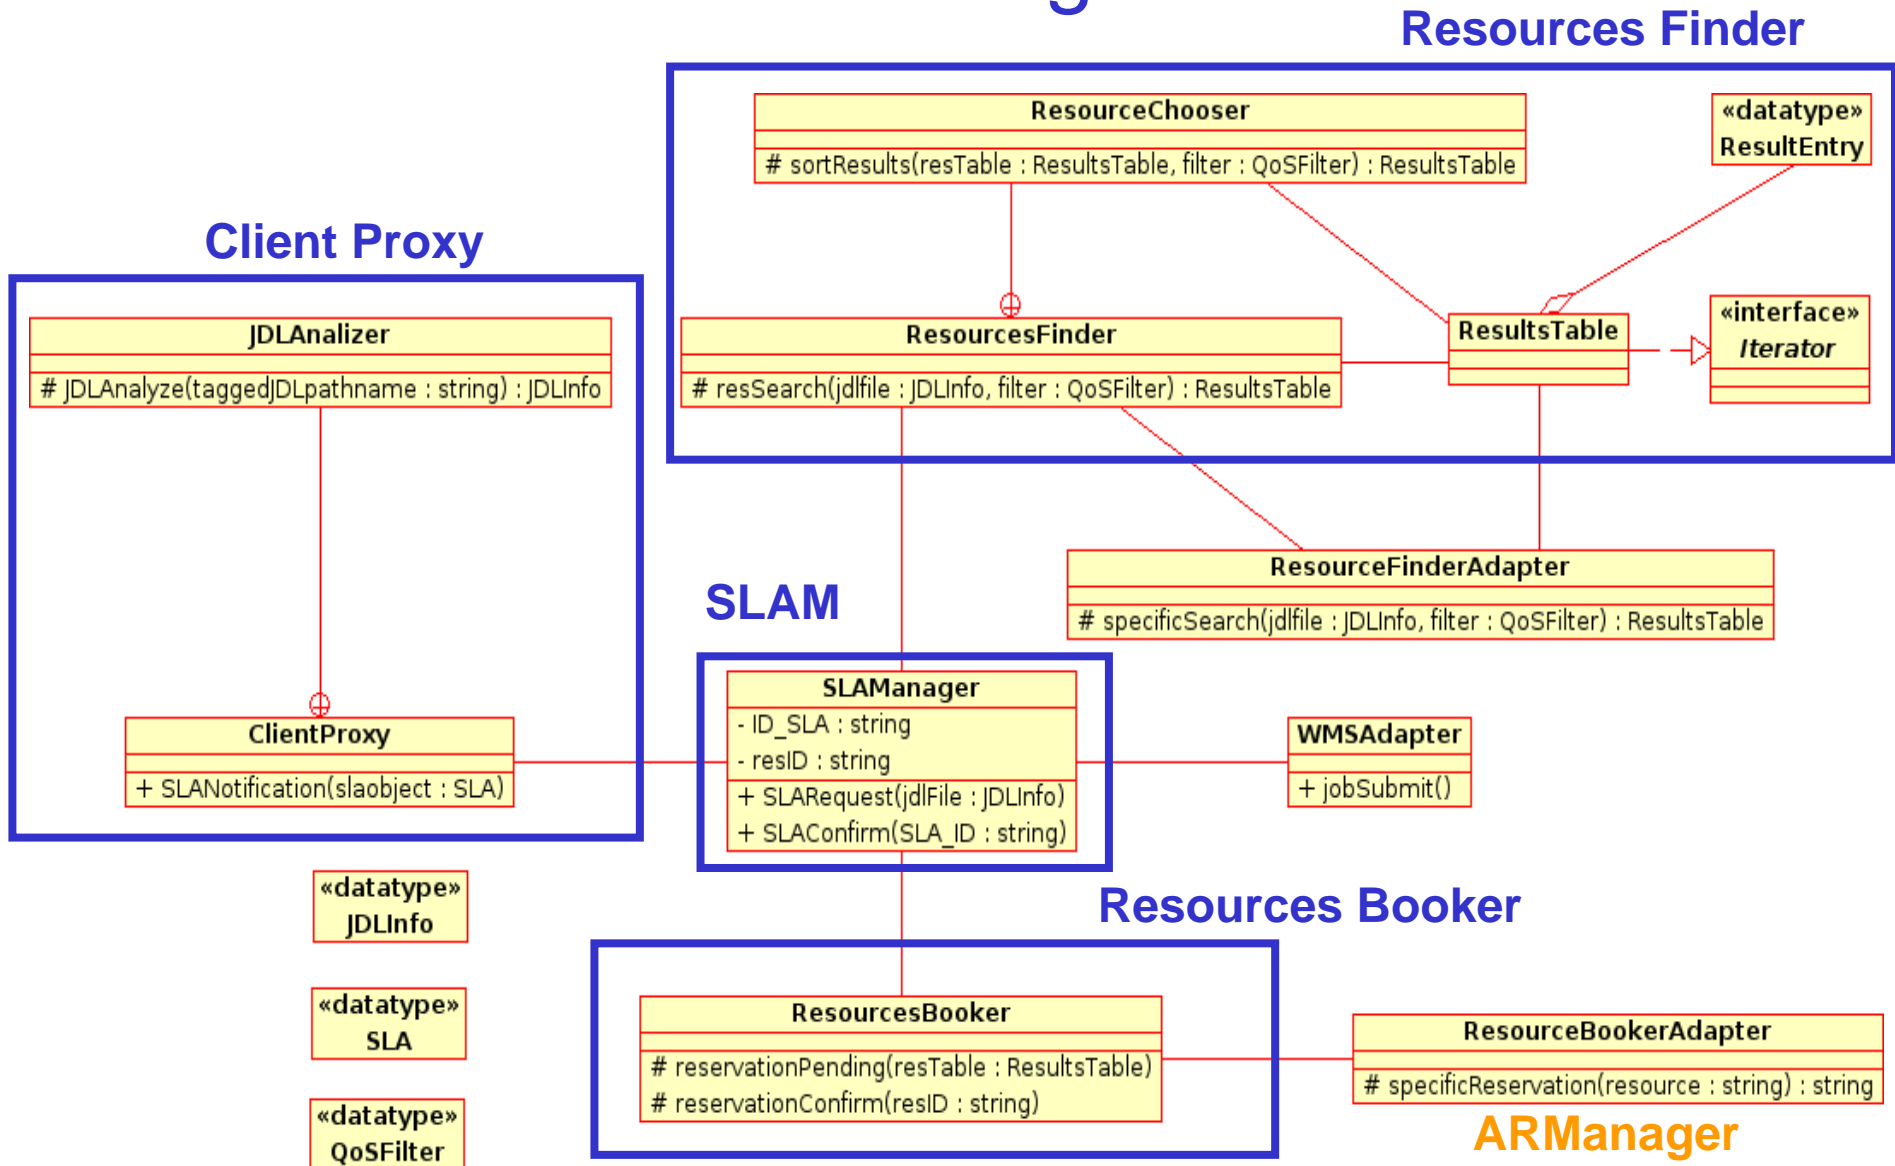 g
Resources Finder
ResourceChooser
# sortResults(resTable : ResultsTable, filter : QoSFilter) : ResultsTable
«datatype»
ResultEntry
Client Proxy
JDLAnalizer
# JDLAnalyze(taggedJDLpathname : string) : JDLInfo
ResourcesFinder
# resSearch(jdlfile : JDLInfo, filter : QoSFilter) : ResultsTable
ResultsTable
«interface»
Iterator
ResourceFinderAdapter
# specificSearch(jdlfile : JDLInfo, filter : QoSFilter) : ResultsTable
SLAM
SLAManager
- ID_SLA : string
- resID : string
+ SLARequest(jdlFile : JDLInfo)
+ SLAConfirm(SLA_ID : string)
ClientProxy
+ SLANotification(slaobject : SLA)
WMSAdapter
+ jobSubmit()
«datatype»
JDLInfo
Resources Booker
«datatype»
SLA
ResourcesBooker
# reservationPending(resTable : ResultsTable)
# reservationConfirm(resID : string)
ResourceBookerAdapter
# specificReservation(resource : string) : string
ARManager
«datatype»
QoSFilter